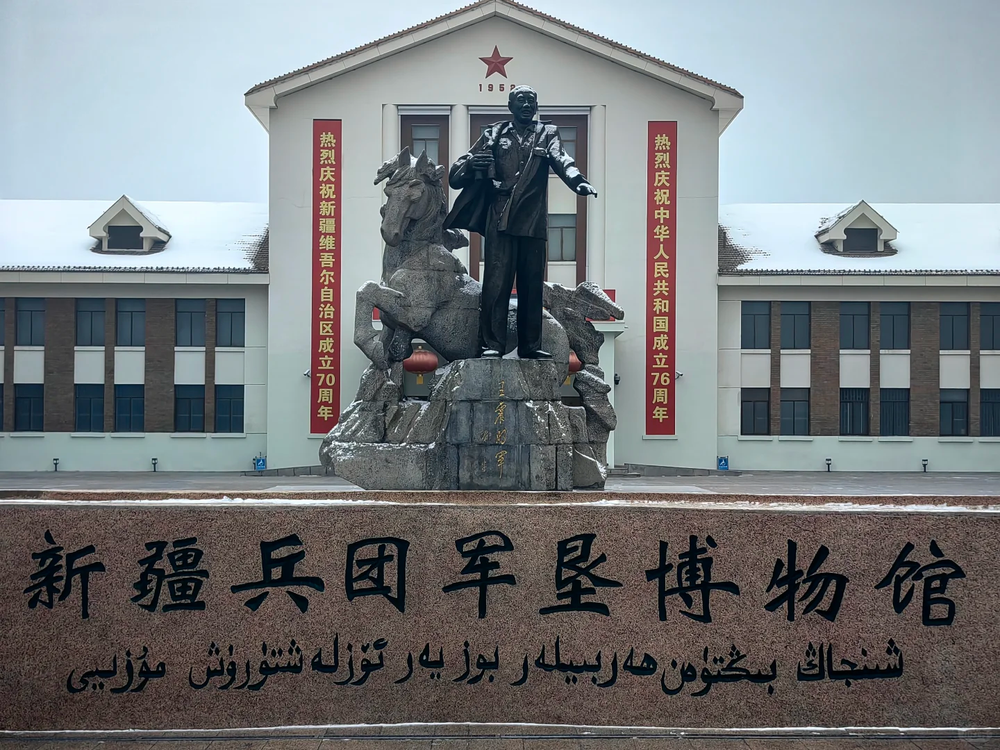 1952
热烈庆祝新疆维吾尔自治区成立70周年
热烈庆祝中华人民共和国成立76周年
王震将军
新疆兵团军垦博物馆
شىنجاڭ بىڭتۈەن ھەربىيلەر بوز يەر ئۆزلەشتۈرۈش مۇزېيى